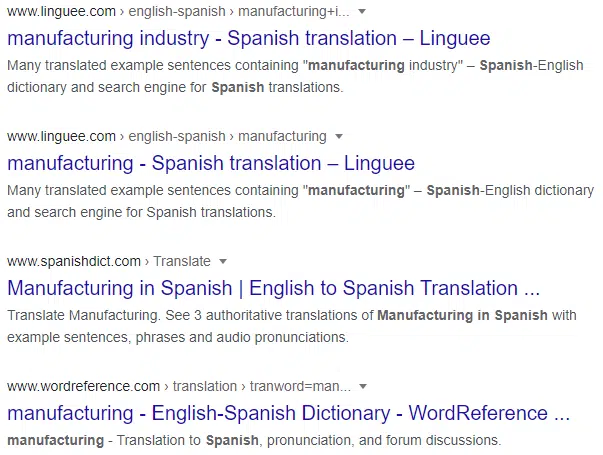 www.linguee.com › english-spanish › manufacturing+i...
manufacturing industry - Spanish translation – Linguee
Many translated example sentences containing "manufacturing industry" – Spanish-English
dictionary and search engine for Spanish translations.
www.linguee.com › english-spanish › manufacturing
manufacturing - Spanish translation – Linguee
Many translated example sentences containing "manufacturing" – Spanish-English dictionary
and search engine for Spanish translations.
www.spanishdict.com › Translate
Manufacturing in Spanish | English to Spanish Translation ...
Translate Manufacturing. See 3 authoritative translations of Manufacturing in Spanish with
example sentences, phrases and audio pronunciations.
www.wordreference.com › translation › tranword=man...
manufacturing - English-Spanish Dictionary - WordReference ...
manufacturing - Translation to Spanish, pronunciation, and forum discussions.